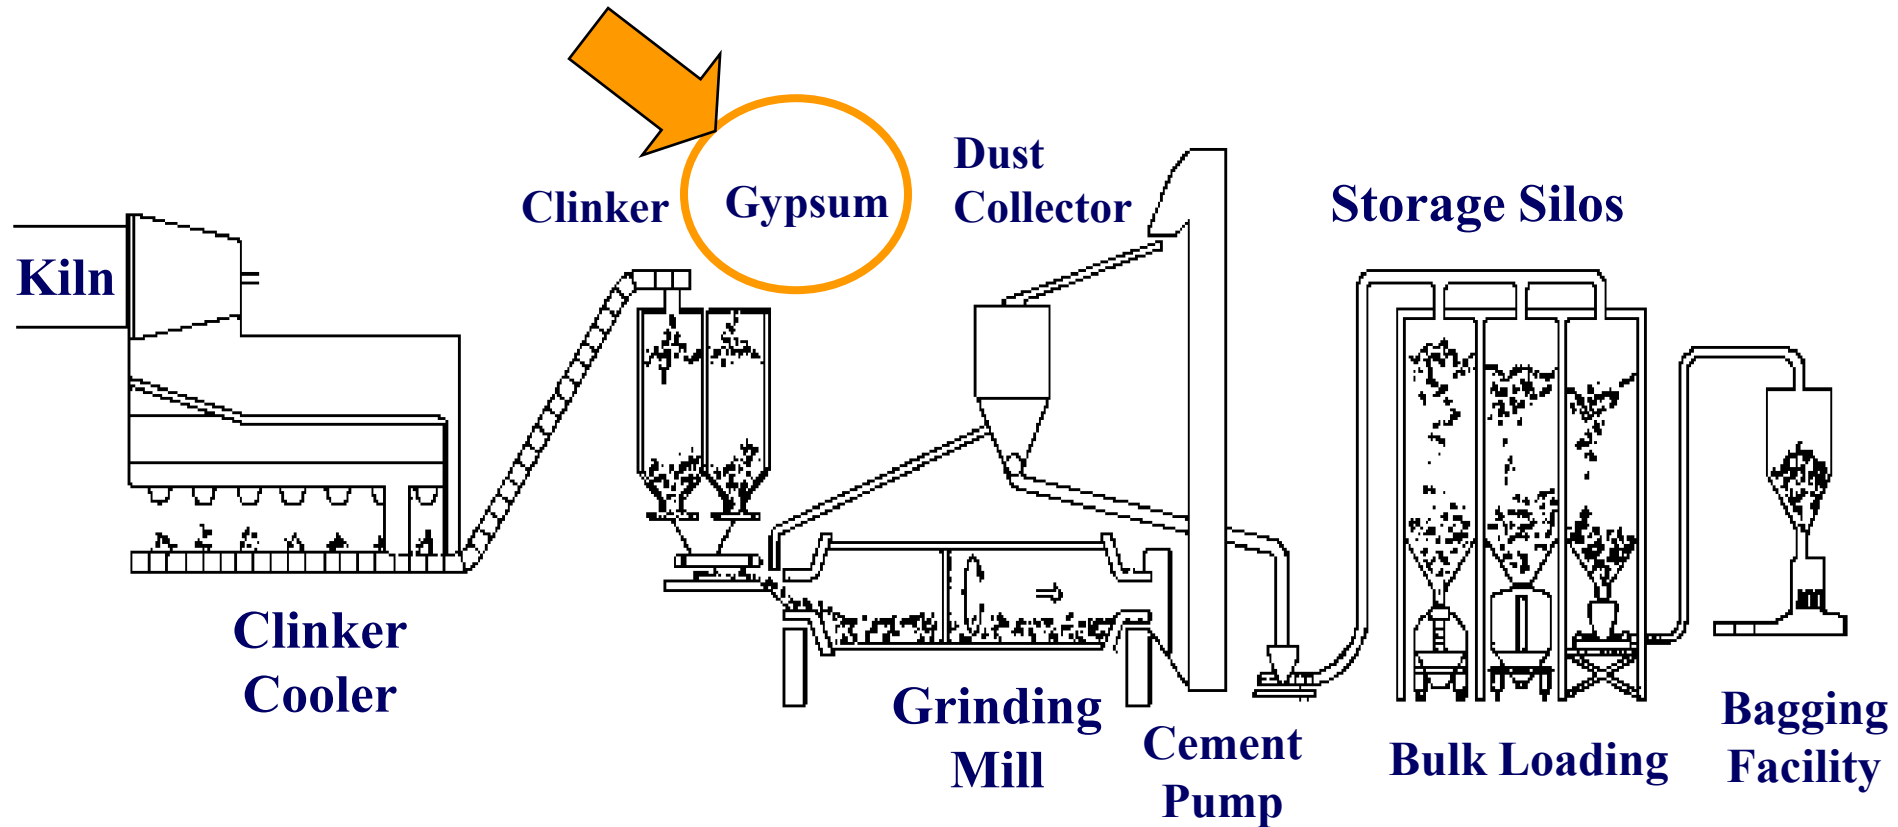 Kiln
Clinker
Cooler
Clinker
Gypsum
Dust
Collector
Grinding
Mill
Cement
Pump
Storage Silos
Bulk Loading
Bagging
Facility